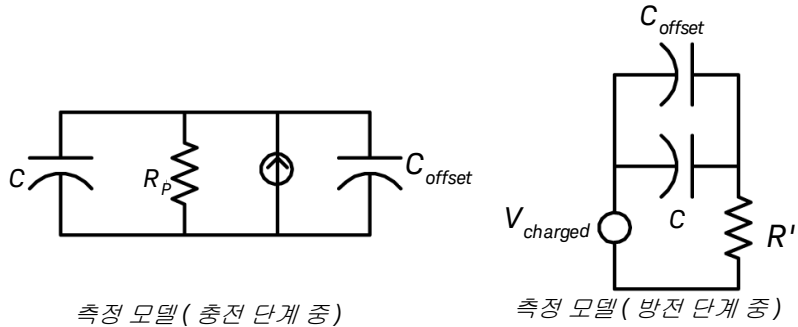 C
R_P
C_offset
측정 모델 ( 충전 단계 중 )
C_offset
C
V_charged
R'
측정 모델 ( 방전 단계 중 )